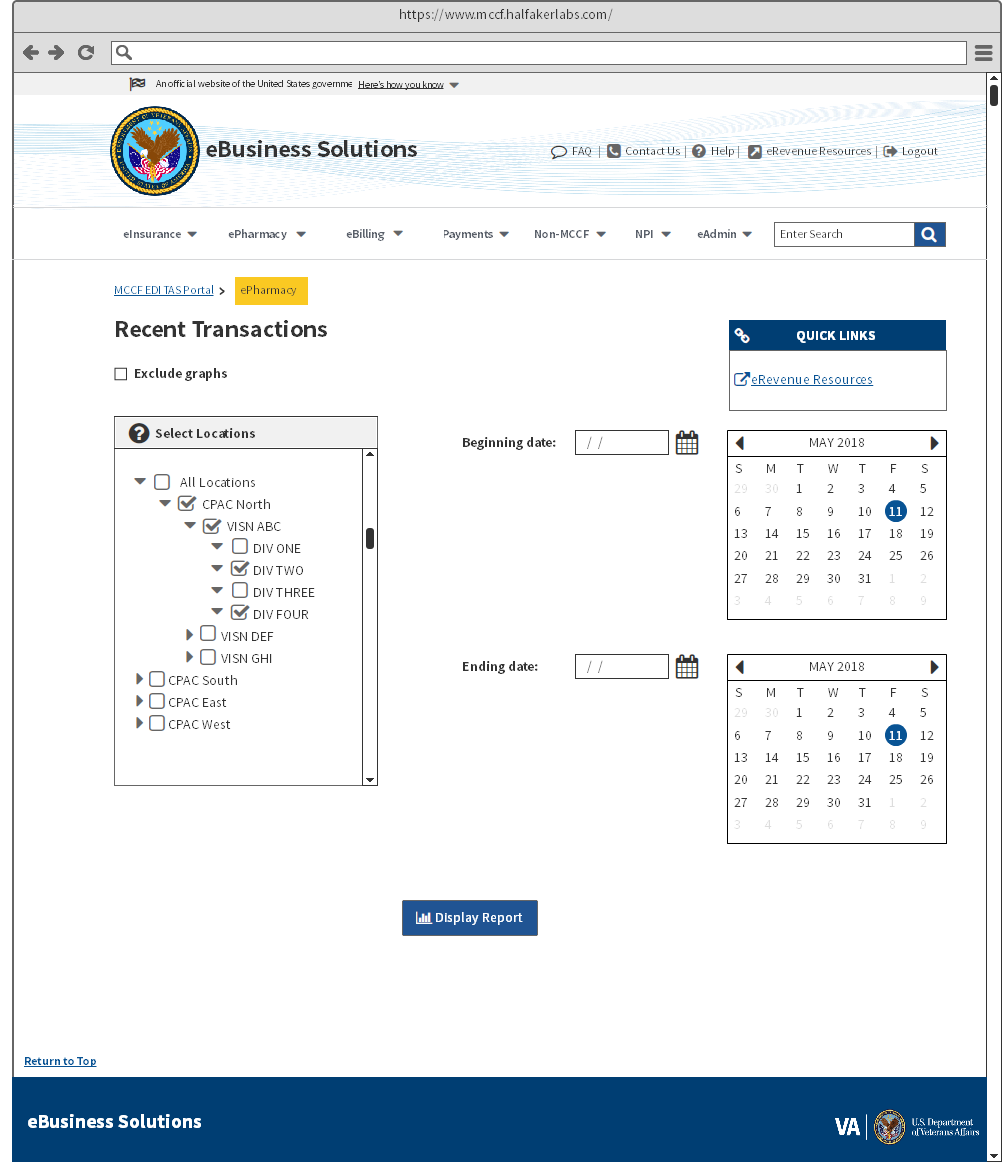 https://www.mccf.halfakerlabs.com/
An official website of the United States governme Here's how you know
eBusiness Solutions
FAQ | Contact Us | Help | eRevenue Resources | Logout
eInsurance ePharmacy eBilling Payments Non-MCCF NPI eAdmin Enter Search
MCCF EDI TAS Portal > ePharmacy
Recent Transactions
QUICK LINKS
Exclude graphs
eRevenue Resources
Select Locations
All Locations
CPAC North
VISN ABC
DIV ONE
DIV TWO
DIV THREE
DIV FOUR
VISN DEF
VISN GHI
CPAC South
CPAC East
CPAC West
Beginning date: / /
MAY 2018
S M T W T F S
29 30 1 2 3 4 5
6 7 8 9 10 11 12
13 14 15 16 17 18 19
20 21 22 23 24 25 26
27 28 29 30 31 1 2
3 4 5 6 7 8 9
Ending date: / /
MAY 2018
S M T W T F S
29 30 1 2 3 4 5
6 7 8 9 10 11 12
13 14 15 16 17 18 19
20 21 22 23 24 25 26
27 28 29 30 31 1 2
3 4 5 6 7 8 9
Display Report
Return to Top
eBusiness Solutions
VA
U.S. Department
of Veterans Affairs